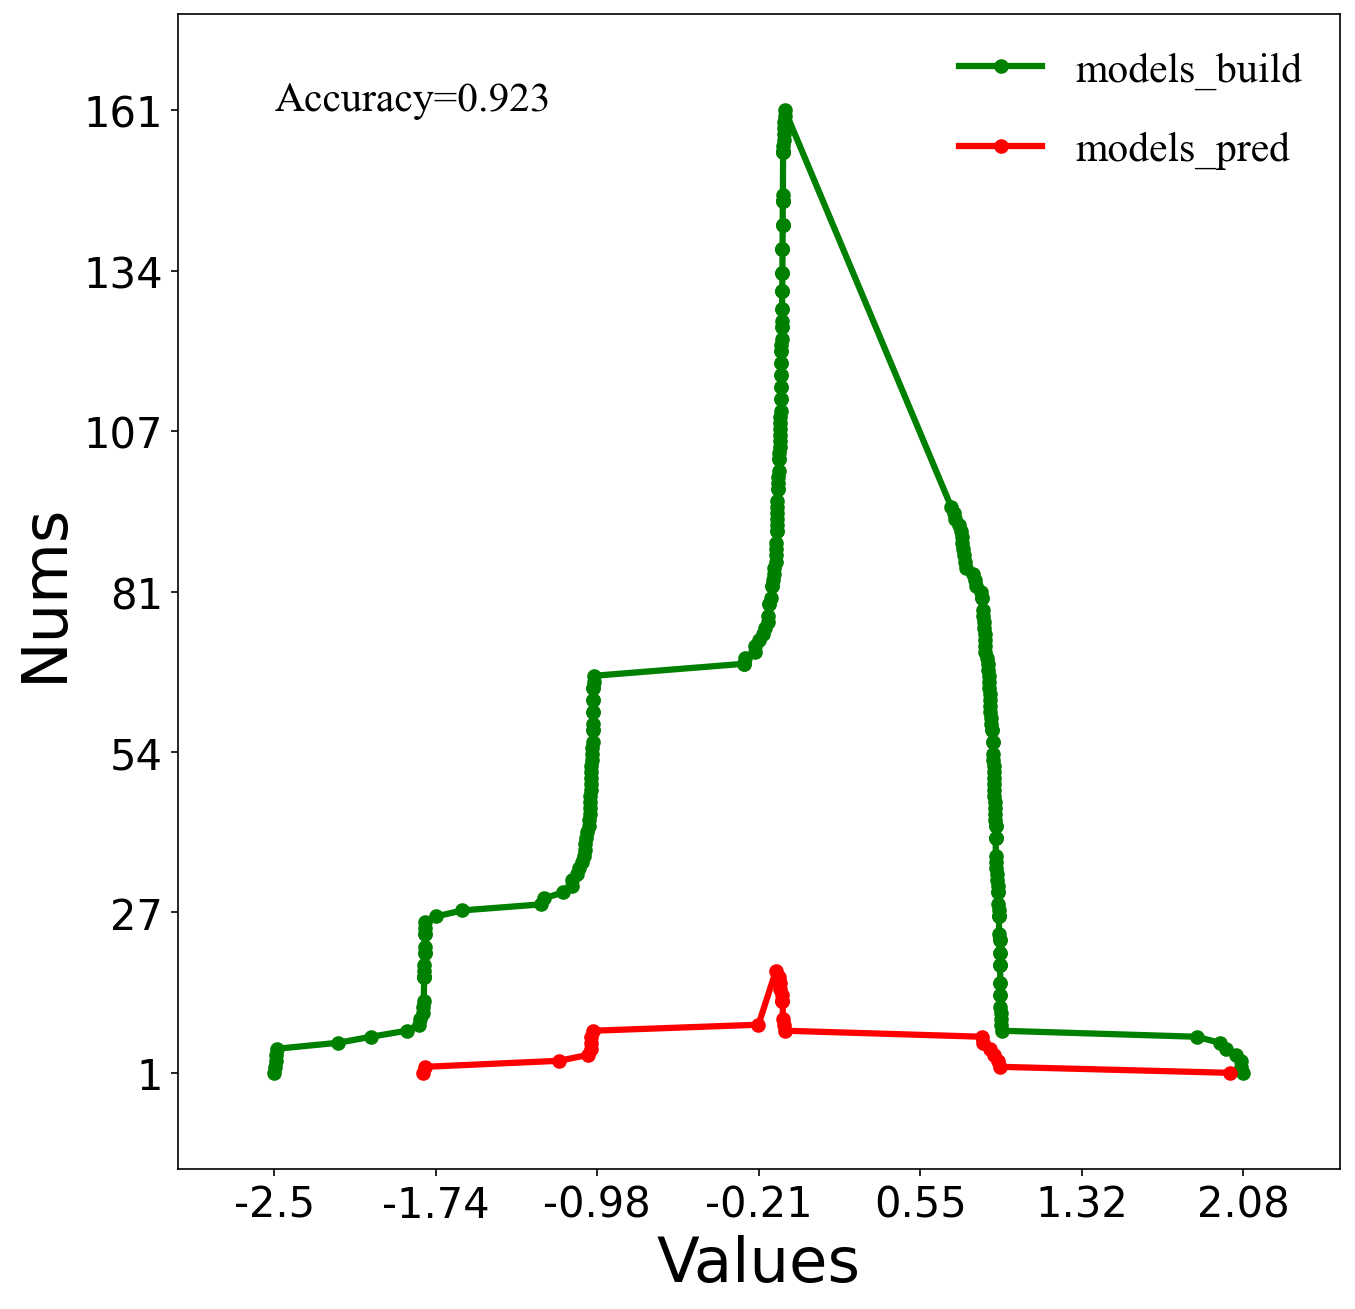 models_build
Accuracy=0.923
models_pred
161
134
107
81
54
27
1
Nums
-2.5 -1.74 -0.98 -0.21 0.55 1.32 2.08
Values